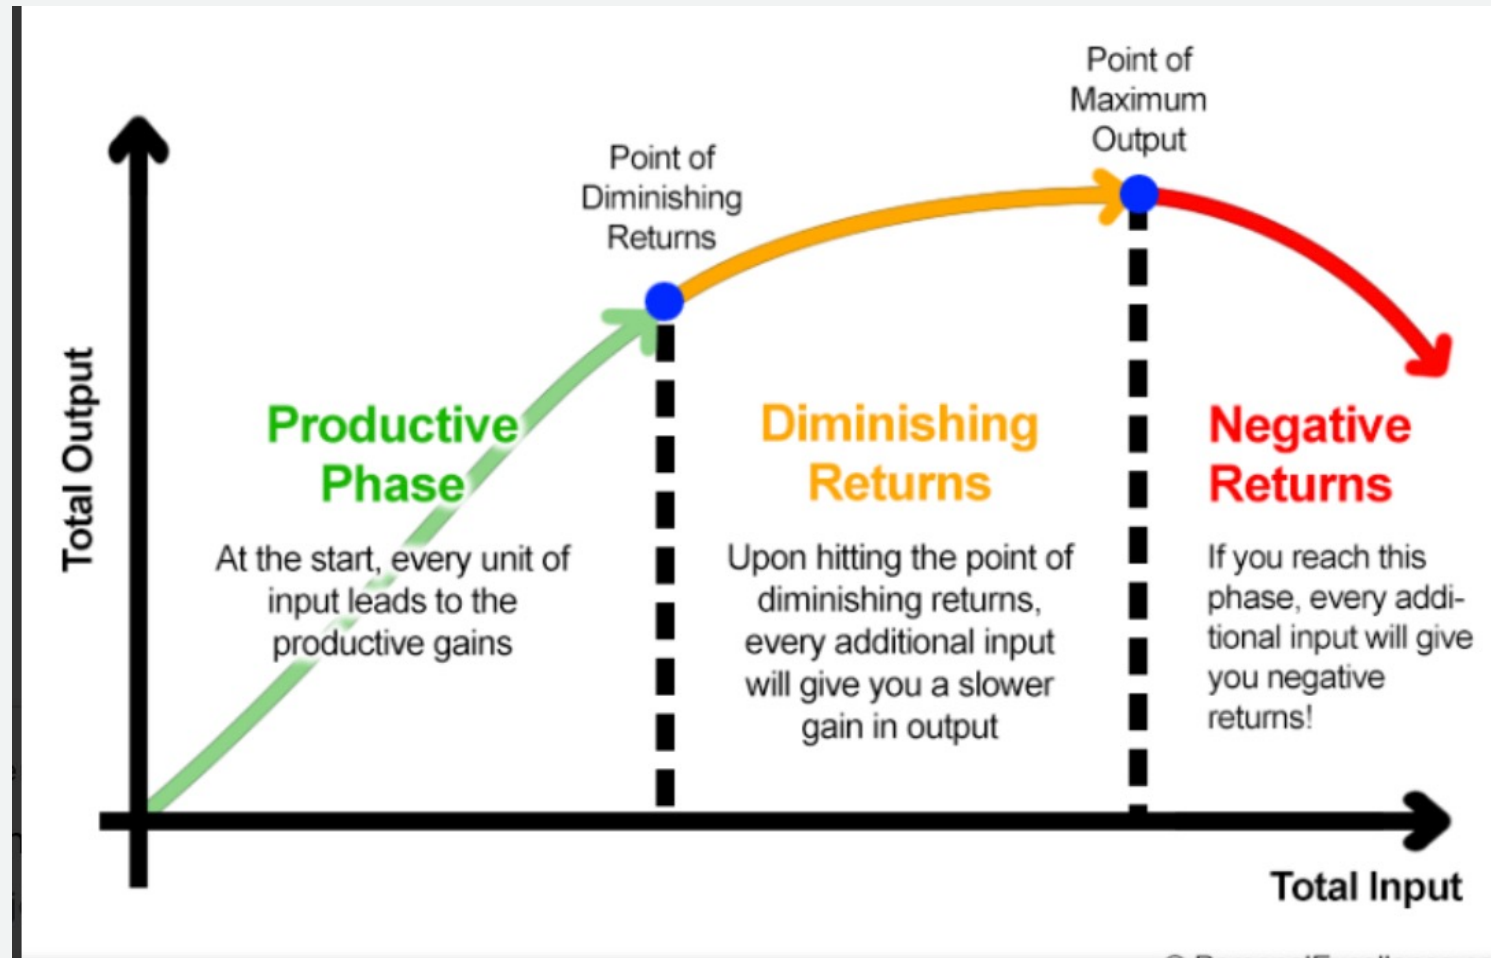 Point of
Maximum
Output
Point of
Diminishing
Returns
Total Output
Productive
Phase
At the start, every unit of
input leads to the
productive gains
Diminishing
Returns
Upon hitting the point of
diminishing returns,
every additional input
will give you a slower
gain in output
Negative
Returns
If you reach this
phase, every addi-
tional input will give
you negative
returns!
Total Input